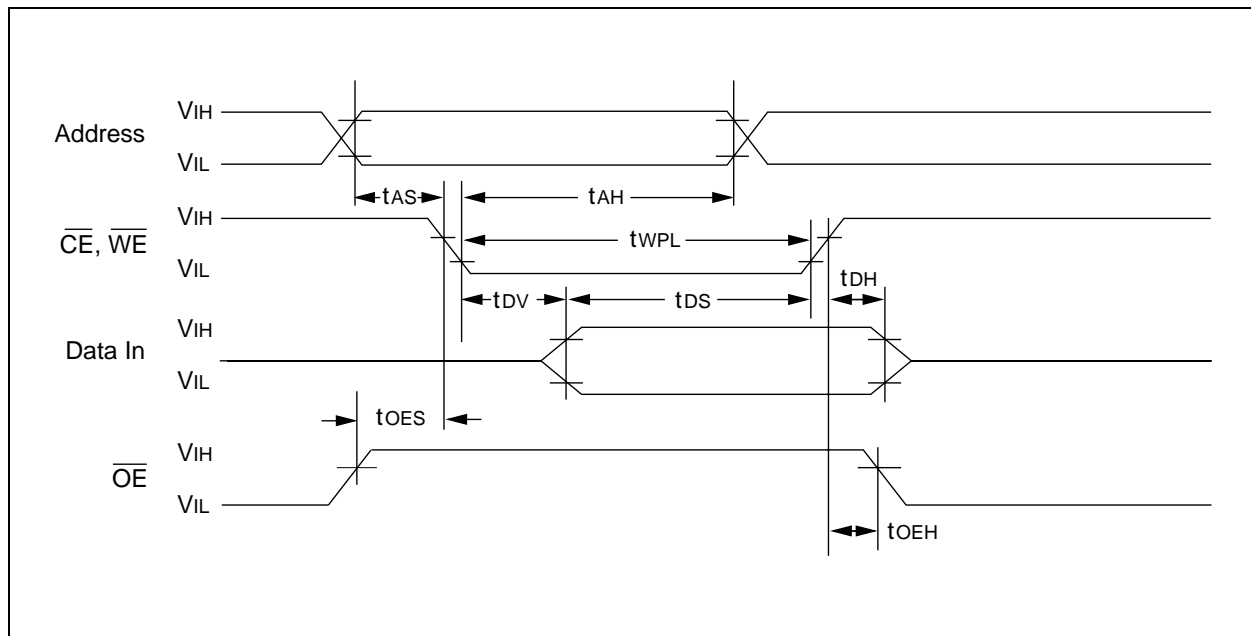 Address
VIH
VIL
tAS
tAH
CE, WE
VIH
VIL
tWPL
tDV
tDS
tDH
Data In
VIH
VIL
tOES
OE
VIH
VIL
tOEH